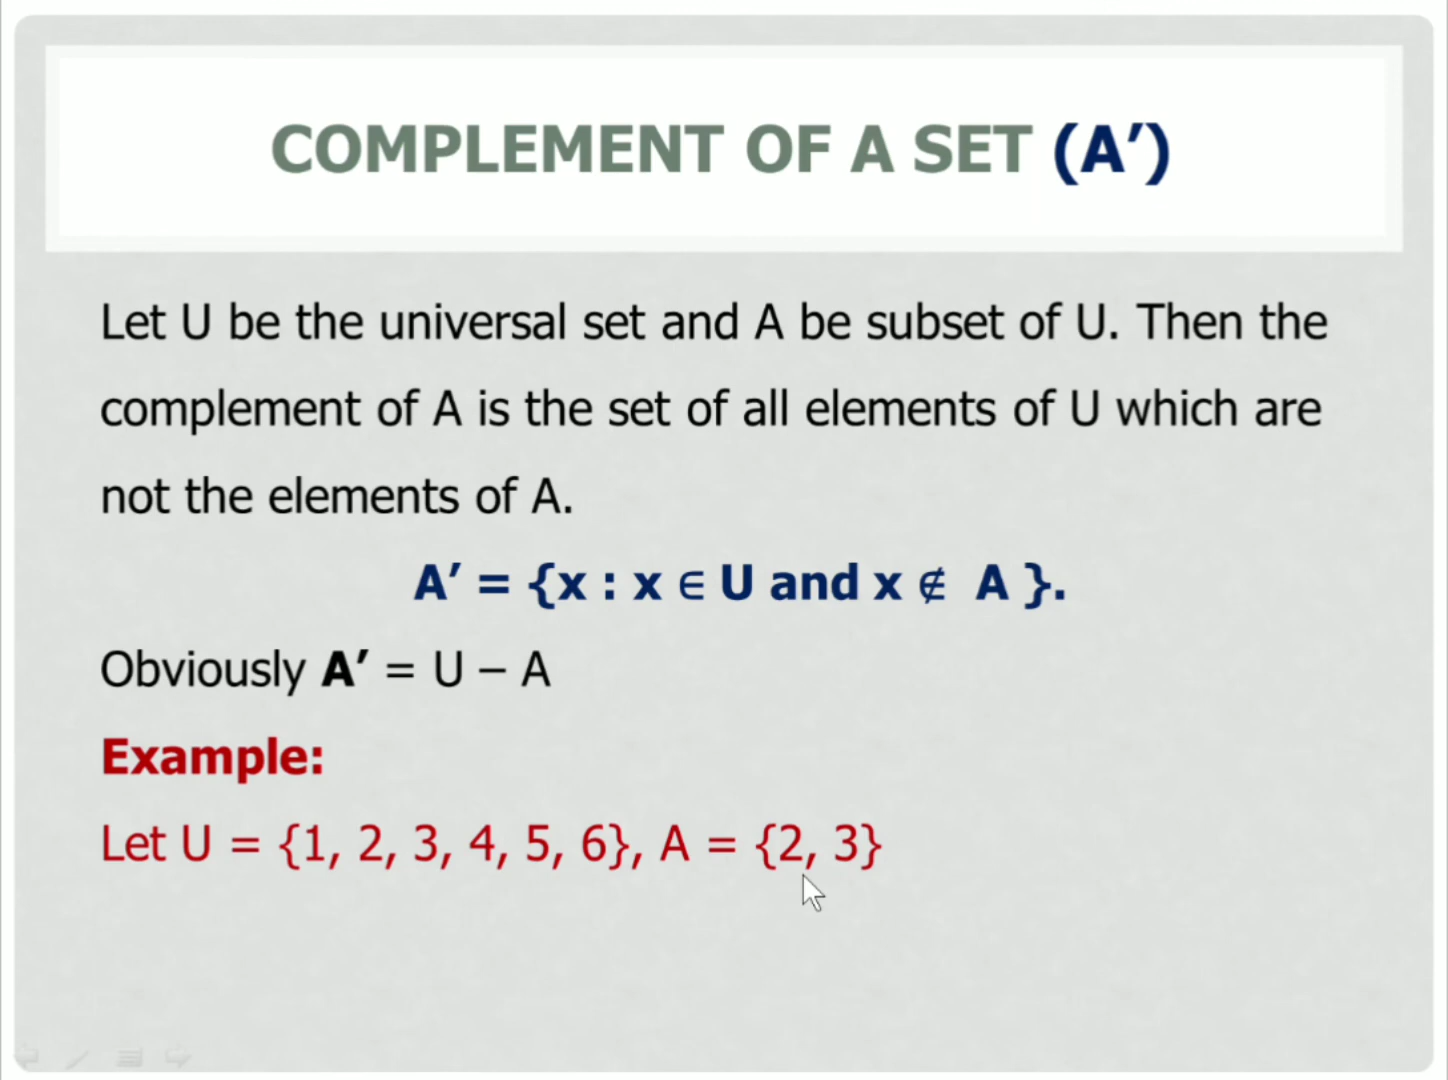 COMPLEMENT OF A SET (A′)
Let U be the universal set and A be subset of U. Then the
complement of A is the set of all elements of U which are
not the elements of A.
A′ = {x : x ∈ U and x ∉ A }.
Obviously A′ = U − A
Example:
Let U = {1, 2, 3, 4, 5, 6}, A = {2, 3}